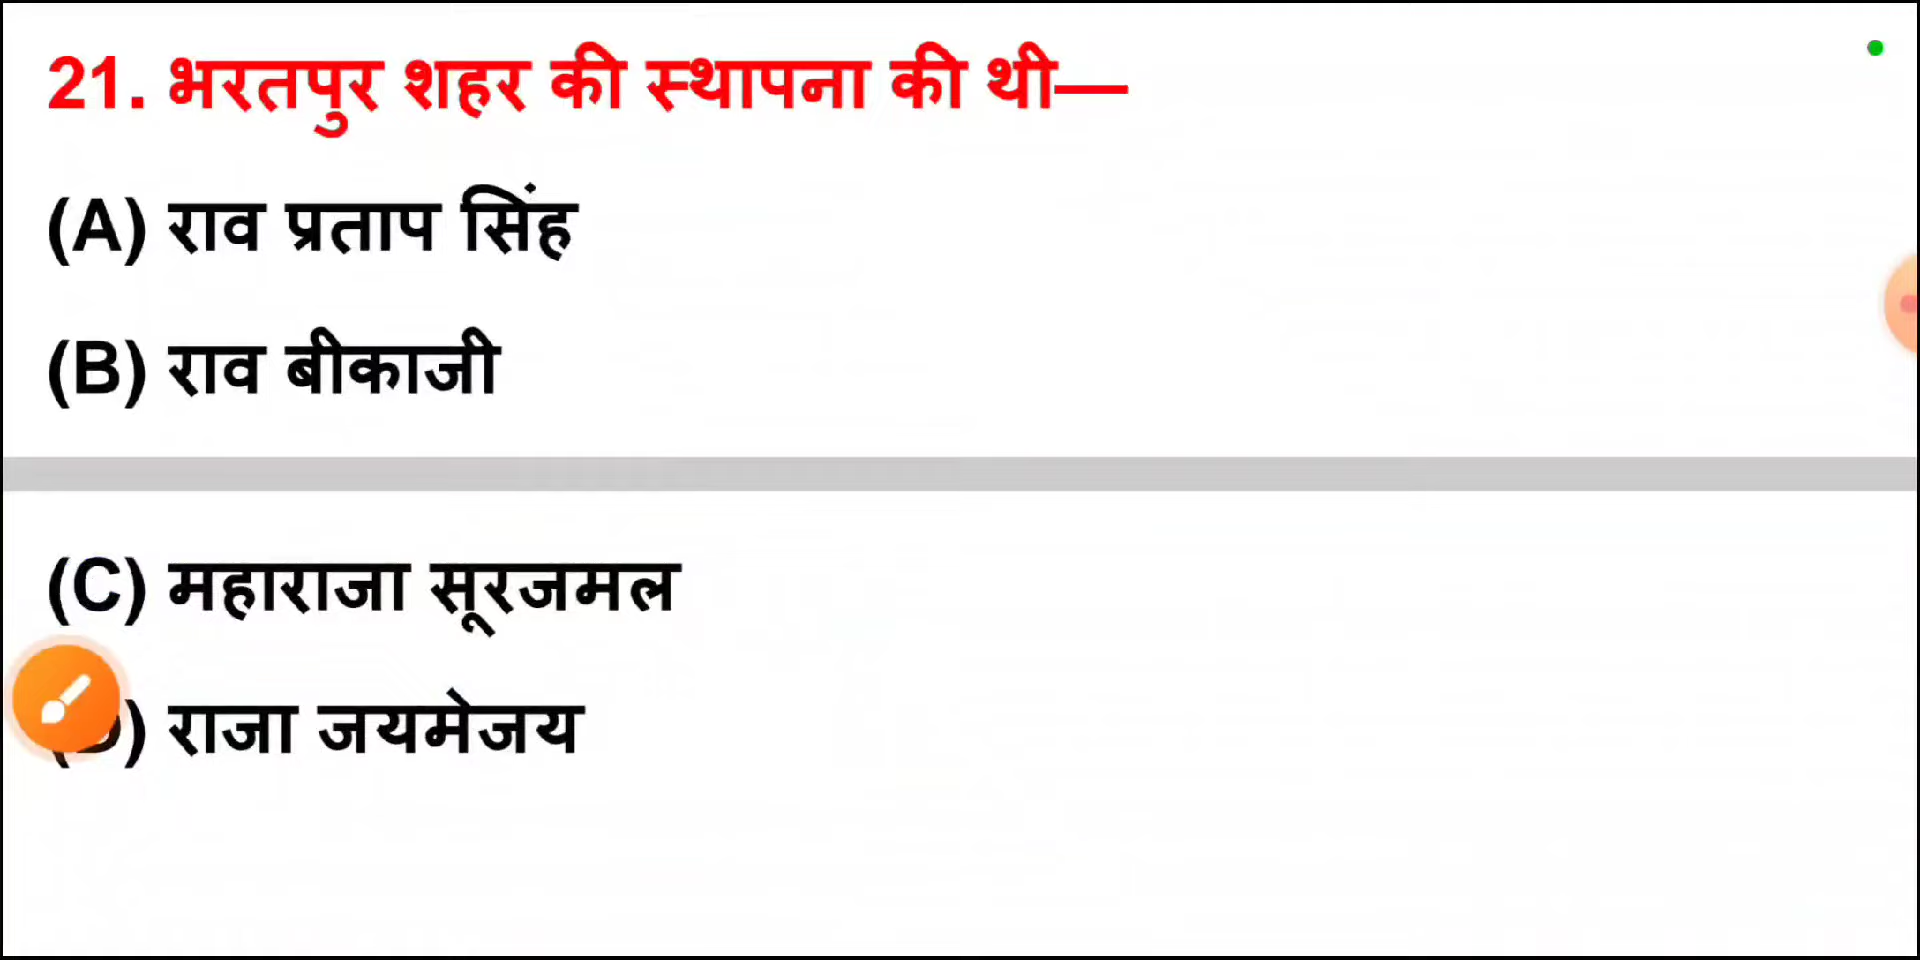 21. भरतपुर शहर की स्थापना की थी—
(A) राव प्रताप सिंह
(B) राव बीकाजी
(C) महाराजा सूरजमल
(D) राजा जयमेजय